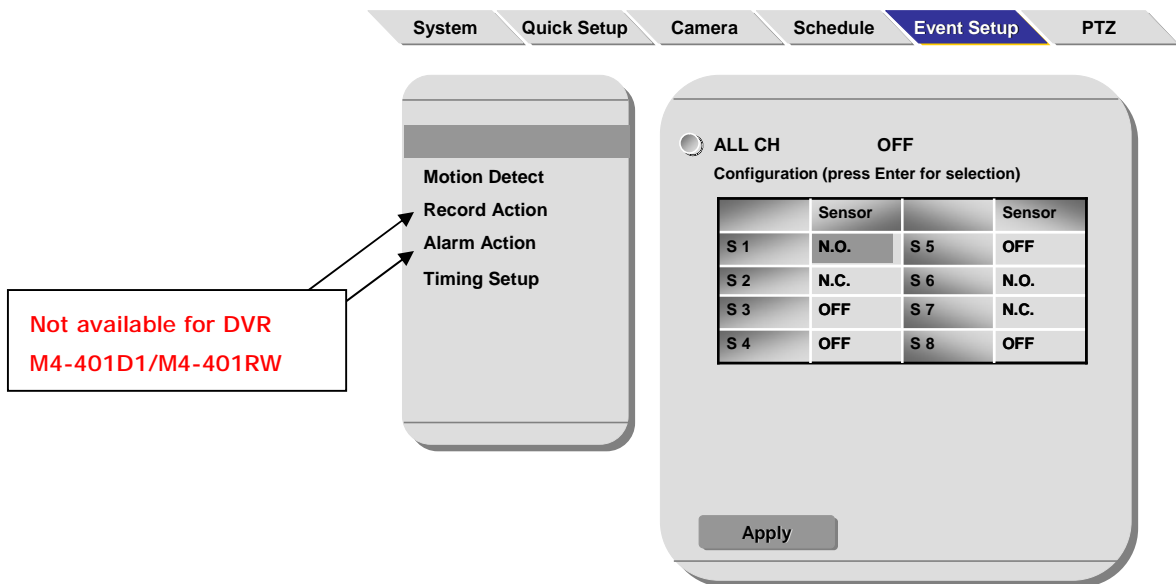 System Quick Setup Camera Schedule Event Setup PTZ
Motion Detect
Record Action
Alarm Action
Timing Setup
Not available for DVR
M4-401D1/M4-401RW
ALL CH OFF
Configuration (press Enter for selection)
Sensor Sensor
S 1 N.O. S 5 OFF
S 2 N.C. S 6 N.O.
S 3 OFF S 7 N.C.
S 4 OFF S 8 OFF
Apply